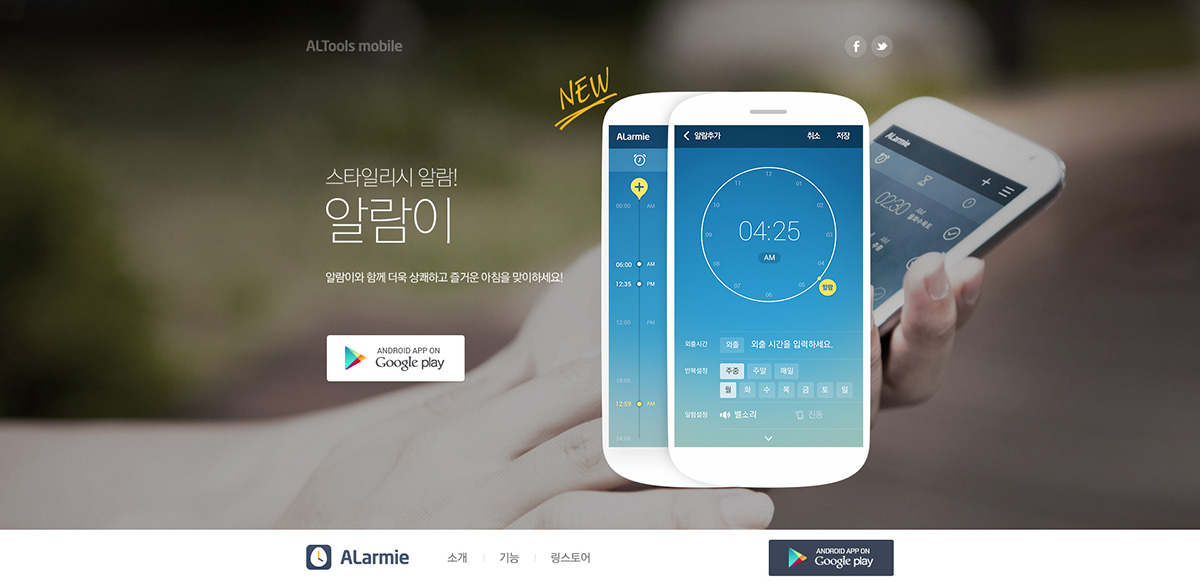 ALTools mobile
NEW
스타일리시 알람!
알람이
알람이와 함께 더욱 상쾌하고 즐거운 아침을 맞이하세요!
ANDROID APP ON
Google play
ALarmie
00:00 AM
06:00 AM
12:35 PM
12:00 PM
18:00
12:59 AM
24:00
알람추가 취소 저장
12
11 01
10 02
09 03
08 04
07 05
06
04:25
AM
알람
외출시간 외출 외출 시간을 입력하세요.
반복설정 주중 주말 매일
월 화 수 목 금 토 일
알람설정 벨소리 진동
ALarmie
02:30 AM
ALarmie 소개 기능 링스토어
ANDROID APP ON
Google play